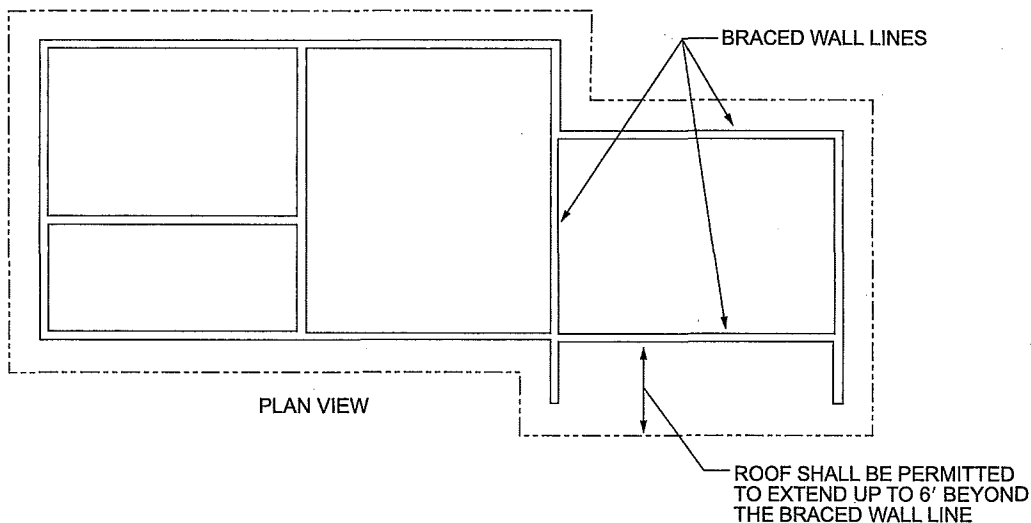 BRACED WALL LINES
PLAN VIEW
ROOF SHALL BE PERMITTED
TO EXTEND UP TO 6′ BEYOND
THE BRACED WALL LINE